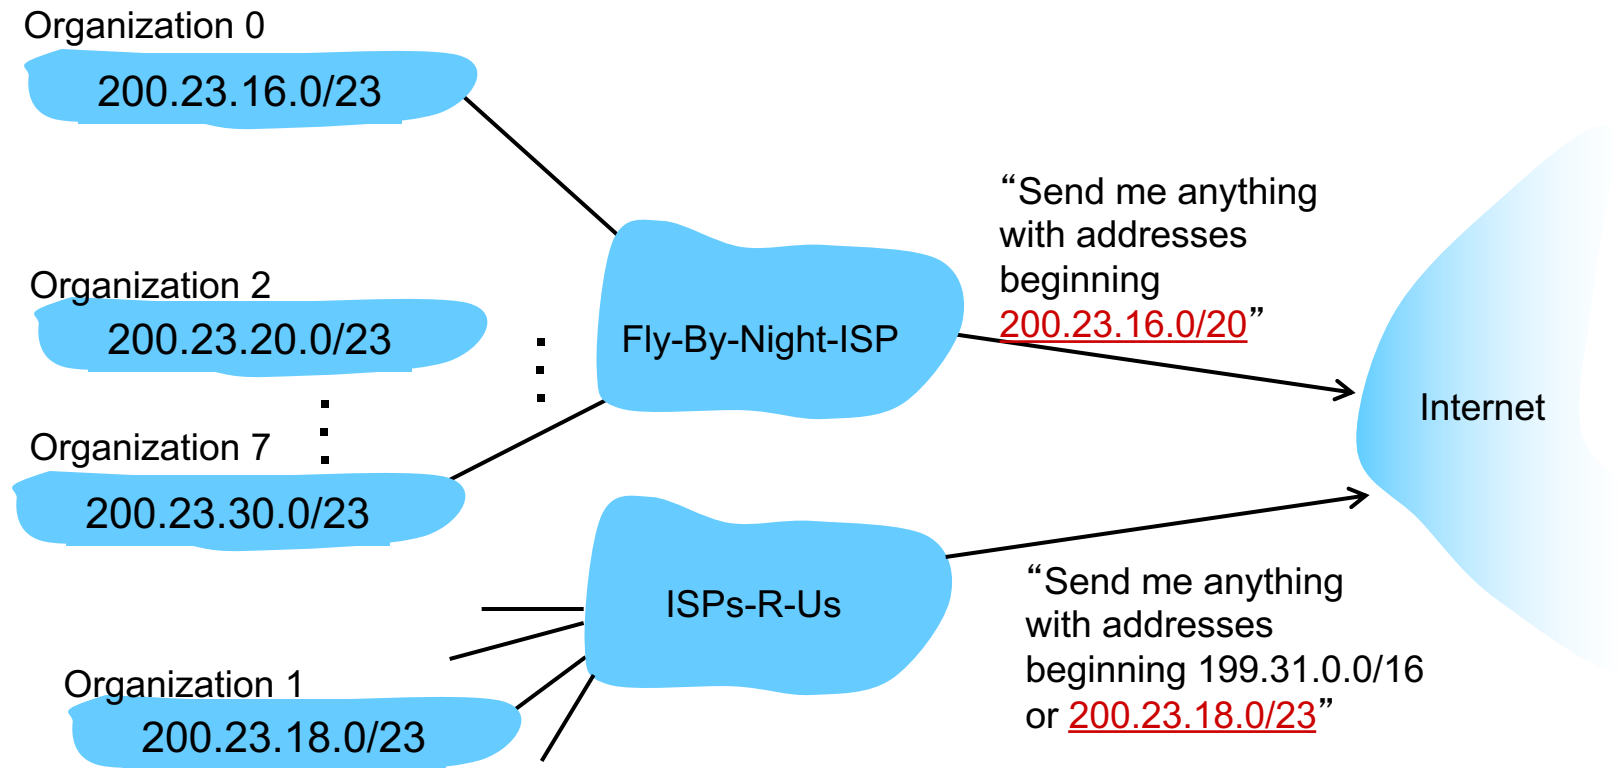 Organization 0
200.23.16.0/23
Organization 2
200.23.20.0/23
Organization 7
200.23.30.0/23
Fly-By-Night-ISP
“Send me anything
with addresses
beginning
200.23.16.0/20”
Internet
ISPs-R-Us
Organization 1
200.23.18.0/23
“Send me anything
with addresses
beginning 199.31.0.0/16
or 200.23.18.0/23”